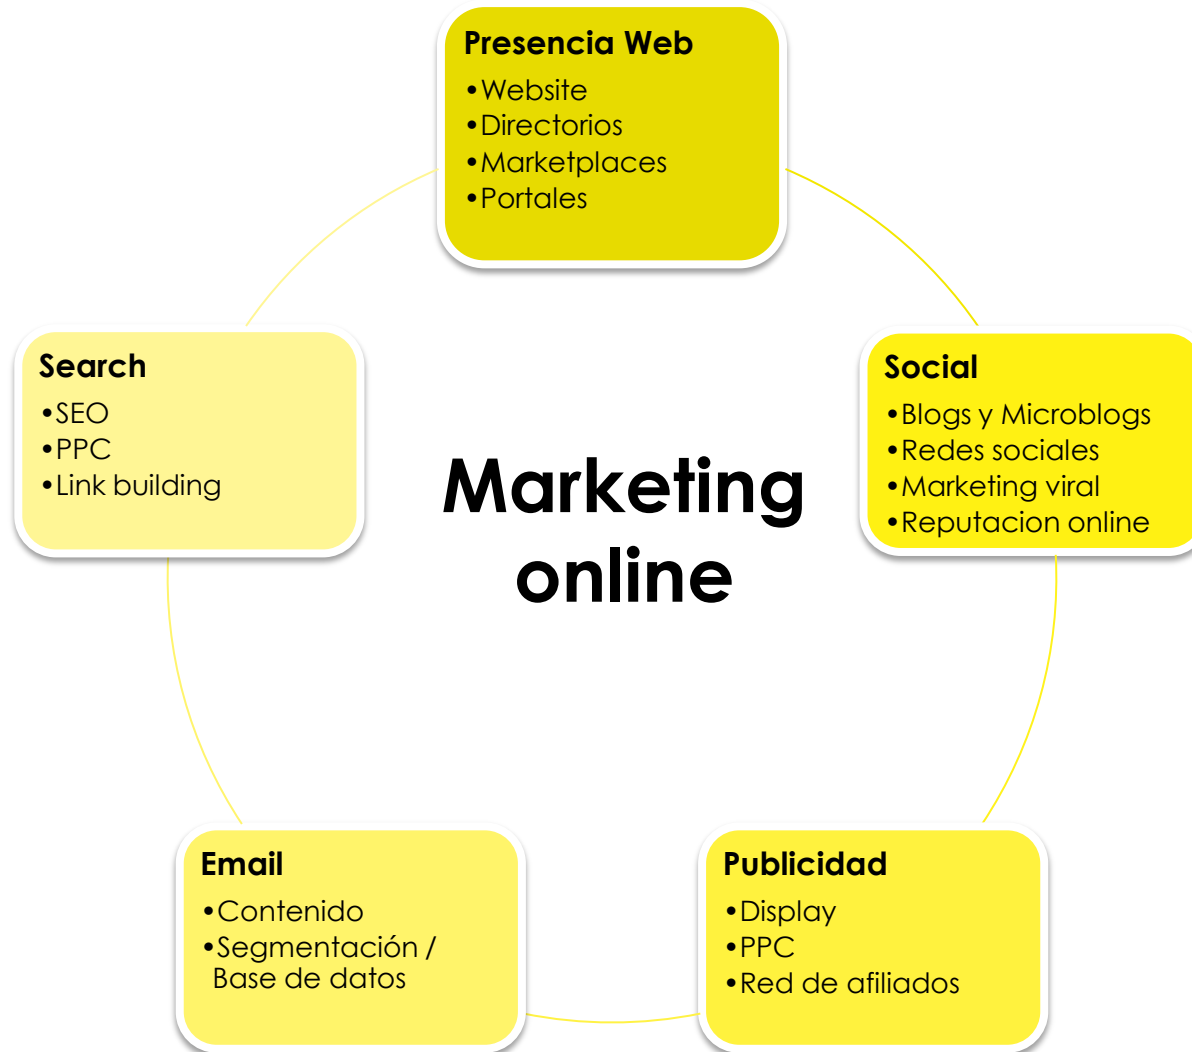 Presencia Web
•Website
•Directorios
•Marketplaces
•Portales
Search
•SEO
•PPC
•Link building
Social
•Blogs y Microblogs
•Redes sociales
•Marketing viral
•Reputacion online
Marketing
online
Email
•Contenido
•Segmentación /
Base de datos
Publicidad
•Display
•PPC
•Red de afiliados